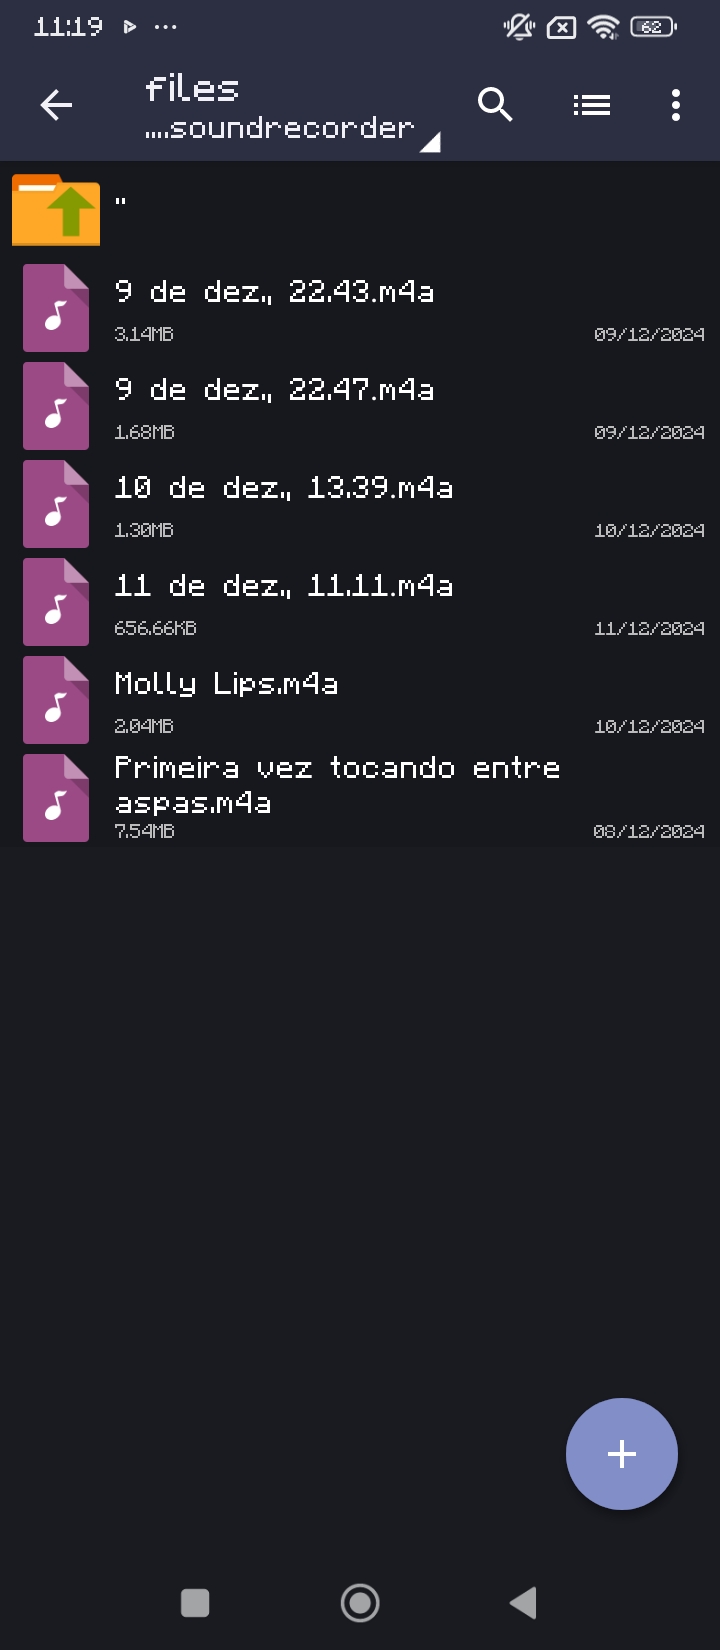 11:19
62
files
....soundrecorder
..
9 de dez., 22.43.m4a
3.14MB 09/12/2024
9 de dez., 22.47.m4a
1.68MB 09/12/2024
10 de dez., 13.39.m4a
1.30MB 10/12/2024
11 de dez., 11.11.m4a
656.66KB 11/12/2024
Molly Lips.m4a
2.04MB 10/12/2024
Primeira vez tocando entre
aspas.m4a
7.54MB 08/12/2024